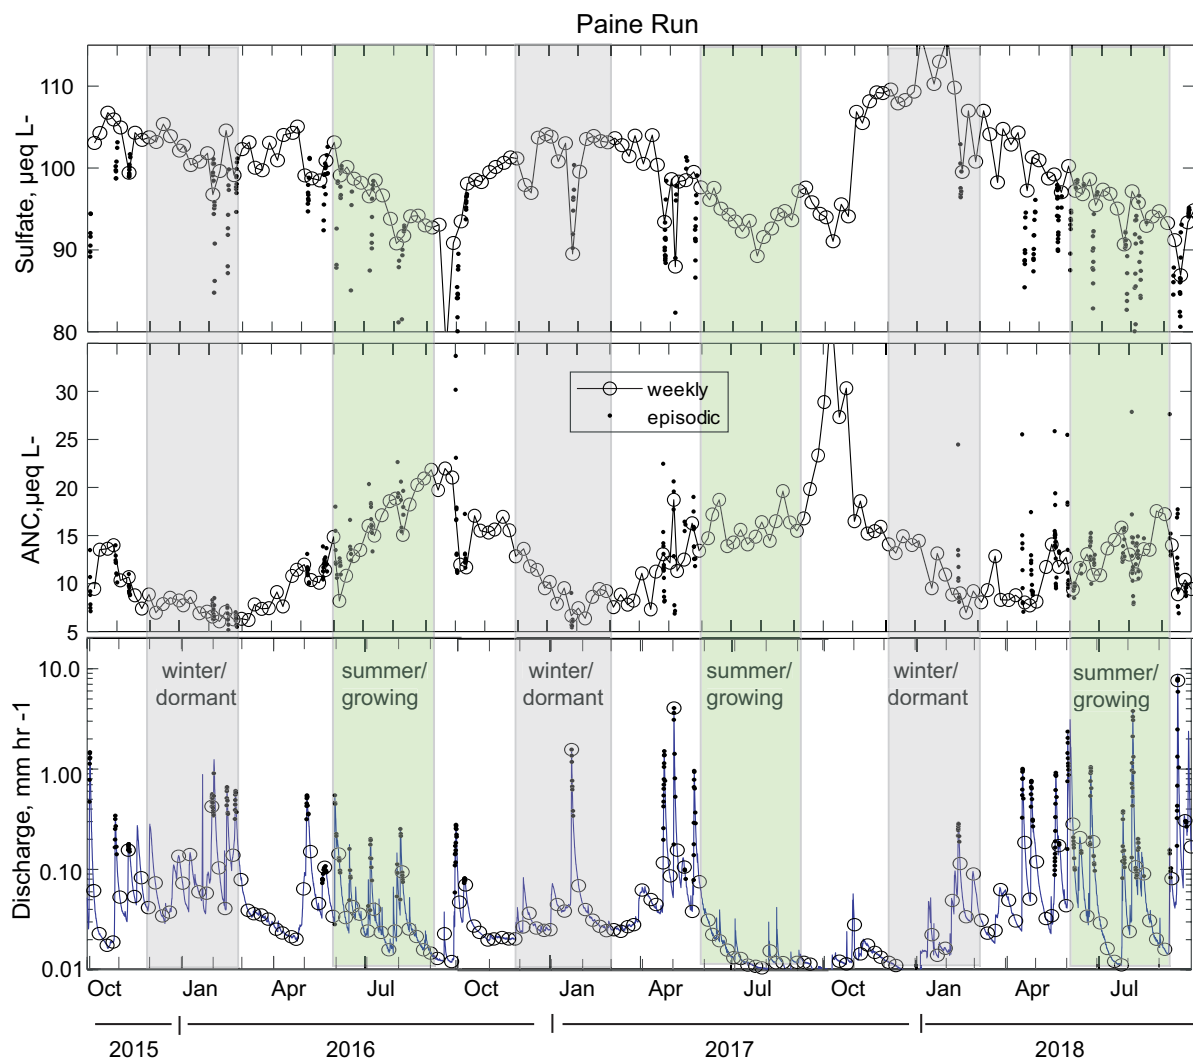 Paine Run
Sulfate, µeq L-
110
100
90
80
ANC,µeq L-
30
25
20
15
10
5
weekly
episodic
Discharge, mm hr -1
10.0
1.00
0.10
0.01
winter/
dormant
summer/
growing
winter/
dormant
summer/
growing
winter/
dormant
summer/
growing
Oct Jan Apr Jul Oct Jan Apr Jul Oct Jan Apr Jul
2015 2016 2017 2018